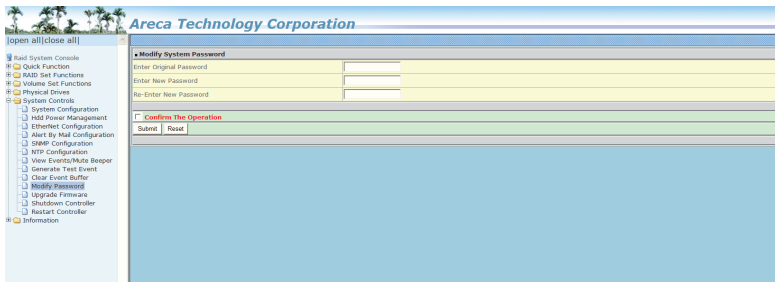 Areca Technology Corporation
|open all|close all|
Raid System Console
Quick Function
RAID Set Functions
Volume Set Functions
Physical Drives
System Controls
System Configuration
Hdd Power Management
EtherNet Configuration
Alert By Mail Configuration
SNMP Configuration
NTP Configuration
View Events/Mute Beeper
Generate Test Event
Clear Event Buffer
Modify Password
Upgrade Firmware
Shutdown Controller
Restart Controller
Information
Modify System Password
Enter Original Password
Enter New Password
Re-Enter New Password
Confirm The Operation
Submit Reset